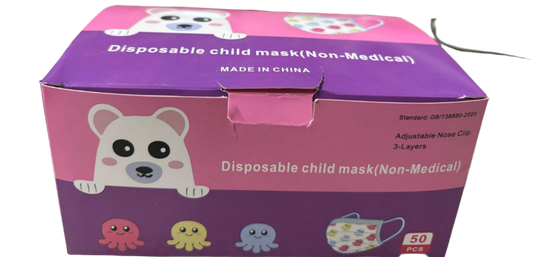 Disposable child mask(Non-Medical)
MADE IN CHINA
Standard: GB/T38880-2020
Adjustable Nose Clip
3-Layers
Disposable child mask(Non-Medical)
50
PCS